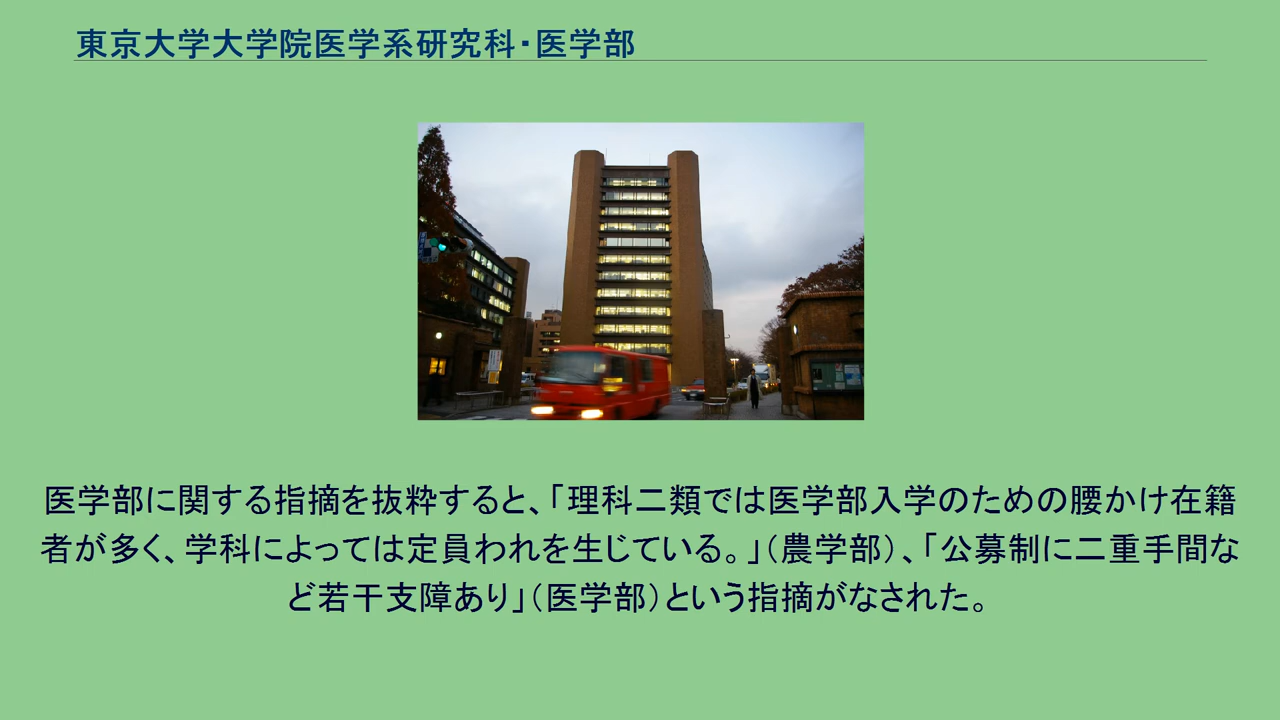 東京大学大学院医学系研究科・医学部
医学部に関する指摘を抜粋すると、「理科二類では医学部入学のための腰かけ在籍
者が多く、学科によっては定員われを生じている。」（農学部）、「公募制に二重手間な
ど若干支障あり」（医学部）という指摘がなされた。